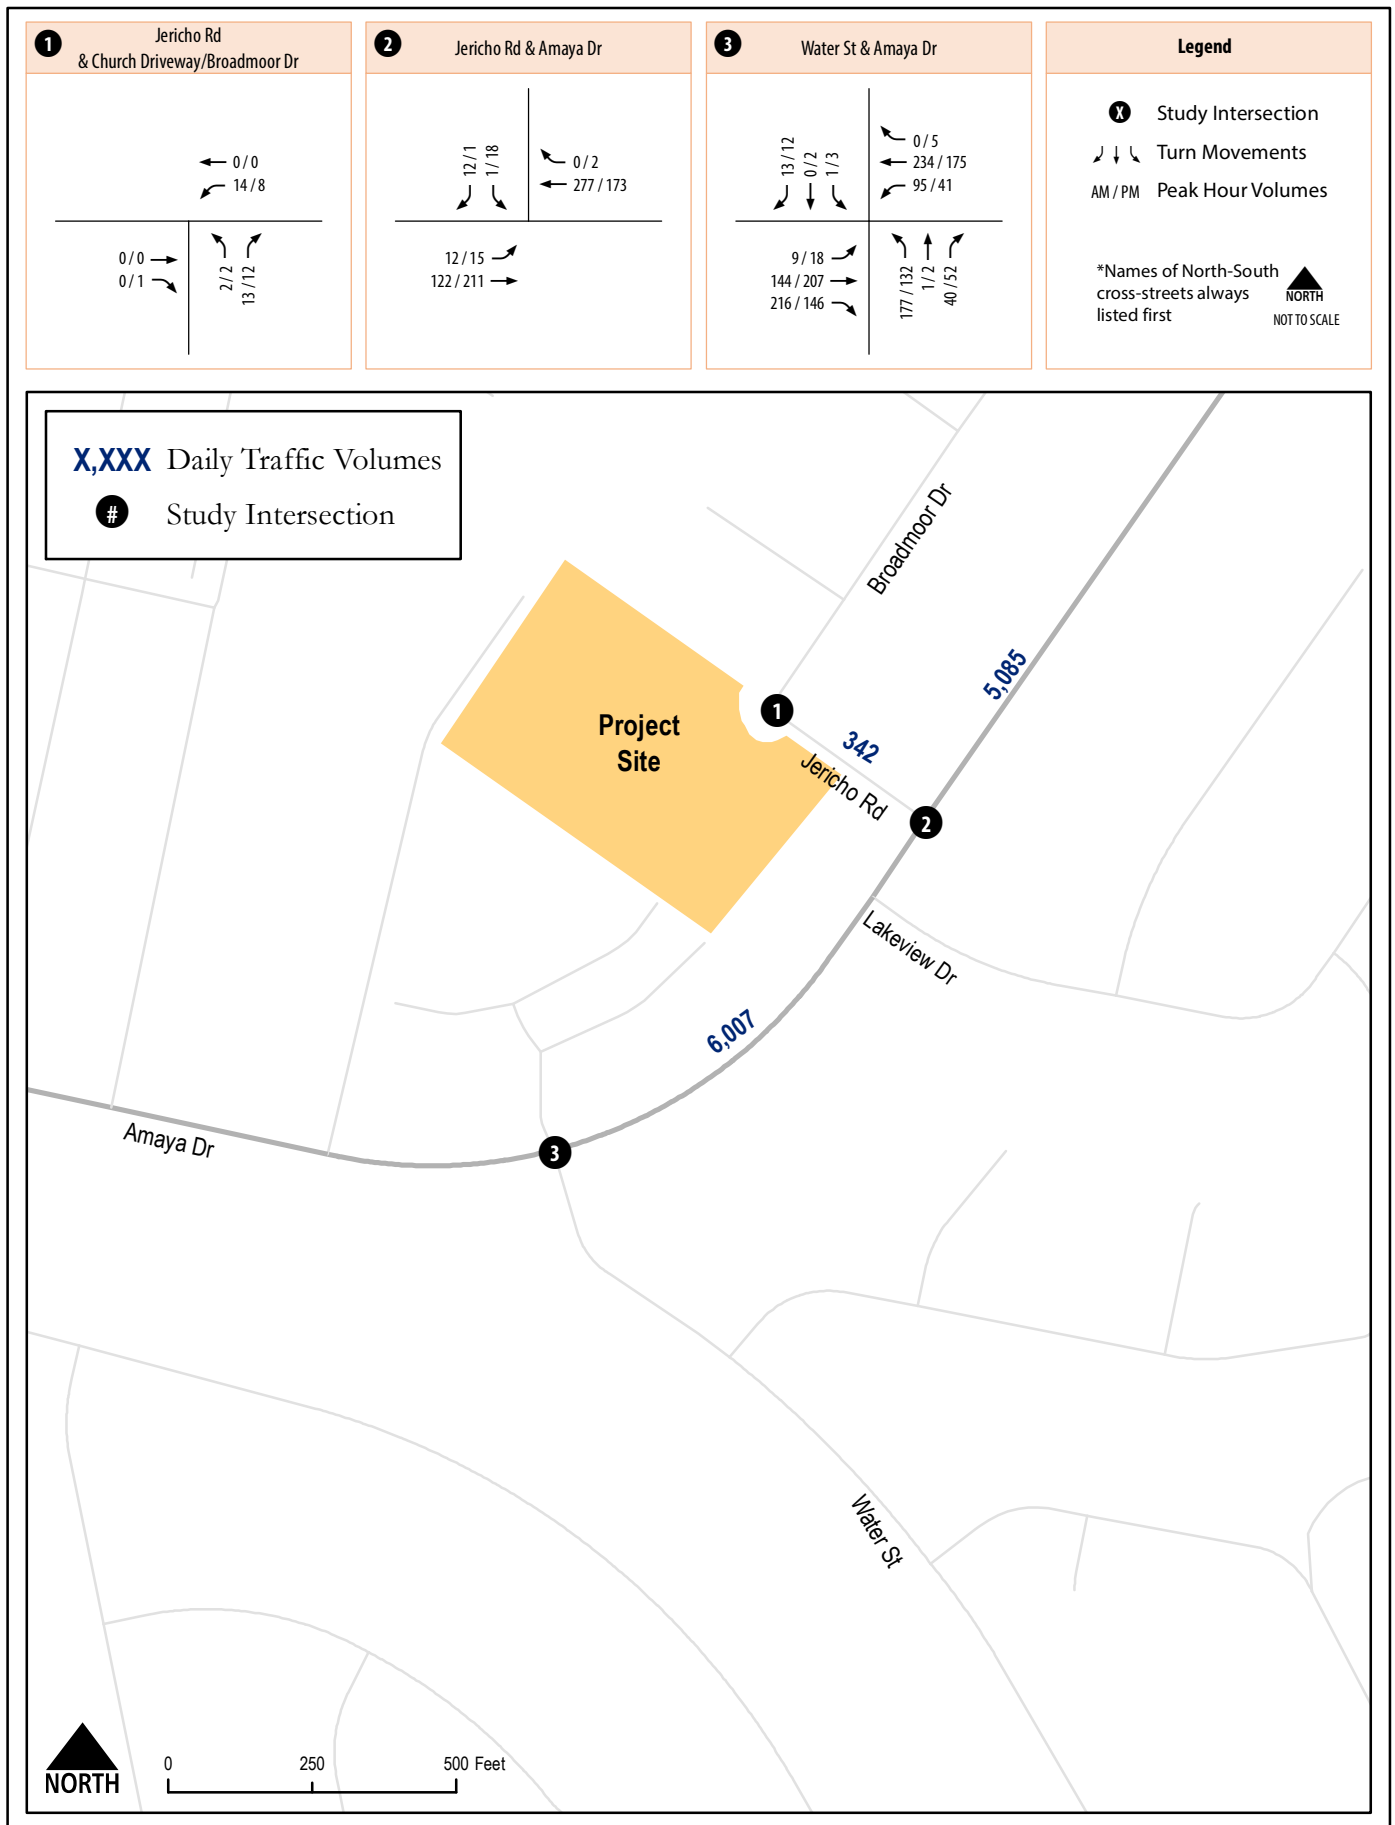 1
Jericho Rd
& Church Driveway/Broadmoor Dr
0 / 0
14 / 8
0 / 0
0 / 1
2 / 2
13 / 12
2
Jericho Rd & Amaya Dr
12 / 1
1 / 18
0 / 2
277 / 173
12 / 15
122 / 211
3
Water St & Amaya Dr
13 / 12
0 / 2
1 / 3
0 / 5
234 / 175
95 / 41
9 / 18
144 / 207
216 / 146
177 / 132
1 / 2
40 / 52
Legend
X Study Intersection
Turn Movements
AM / PM Peak Hour Volumes
*Names of North-South
cross-streets always
listed first
NORTH
NOT TO SCALE
X,XXX Daily Traffic Volumes
# Study Intersection
Broadmoor Dr
5,085
Project
Site
1
342
Jericho Rd
2
Lakeview Dr
6,007
Amaya Dr
3
Water St
NORTH
0 250 500 Feet